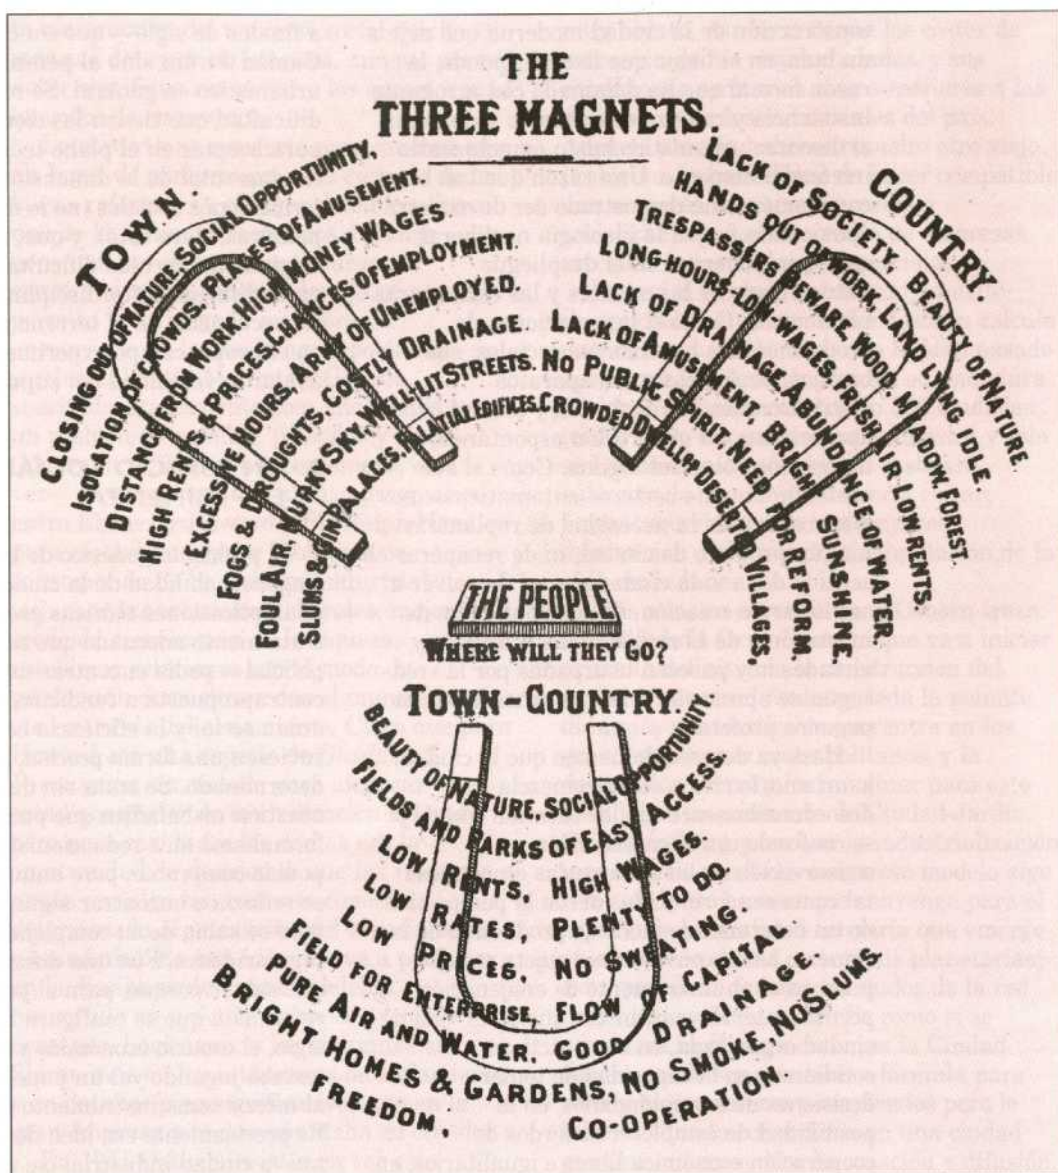 THE
THREE MAGNETS.
TOWN
CLOSING OUT OF NATURE. SOCIAL OPPORTUNITY,
ISOLATION OF CROWDS. PLACES OF AMUSEMENT.
DISTANCE FROM WORK. HIGH MONEY WAGES.
HIGH RENTS & PRICES. CHANCES OF EMPLOYMENT.
EXCESSIVE HOURS. ARMY OF UNEMPLOYED.
FOGS & DROUGHTS. COSTLY DRAINAGE.
FOUL AIR. MURKY SKY. WELL-LIT STREETS.
SLUMS & GIN PALACES. PALATIAL EDIFICES.
COUNTRY.
LACK OF SOCIETY, BEAUTY OF NATURE.
HANDS OUT OF WORK, LAND LYING IDLE
TRESPASSERS BEWARE, WOOD, MEADOW, FOREST.
LONG-HOURS-LOW WAGES, FRESH AIR, LOW RENTS.
LACK OF DRAINAGE ABUNDANCE OF WATER
LACK OF AMUSEMENT, BRIGHT SUNSHINE.
NO PUBLIC SPIRIT, NEED FOR REFORM
CROWDED DWELLINGS, DESERTED VILLAGES.
THE PEOPLE
WHERE WILL THEY GO?
TOWN-COUNTRY.
BEAUTY OF NATURE, SOCIAL OPPORTUNITY.
FIELDS AND PARKS OF EASY ACCESS.
LOW RENTS, HIGH WAGES.
LOW RATES, PLENTY TO DO.
LOW PRICES. NO SWEATING.
FIELD FOR ENTERPRISE, FLOW OF CAPITAL.
PURE AIR AND WATER, GOOD DRAINAGE.
BRIGHT HOMES & GARDENS, NO SMOKE, NO SLUMS.
FREEDOM. CO-OPERATION.